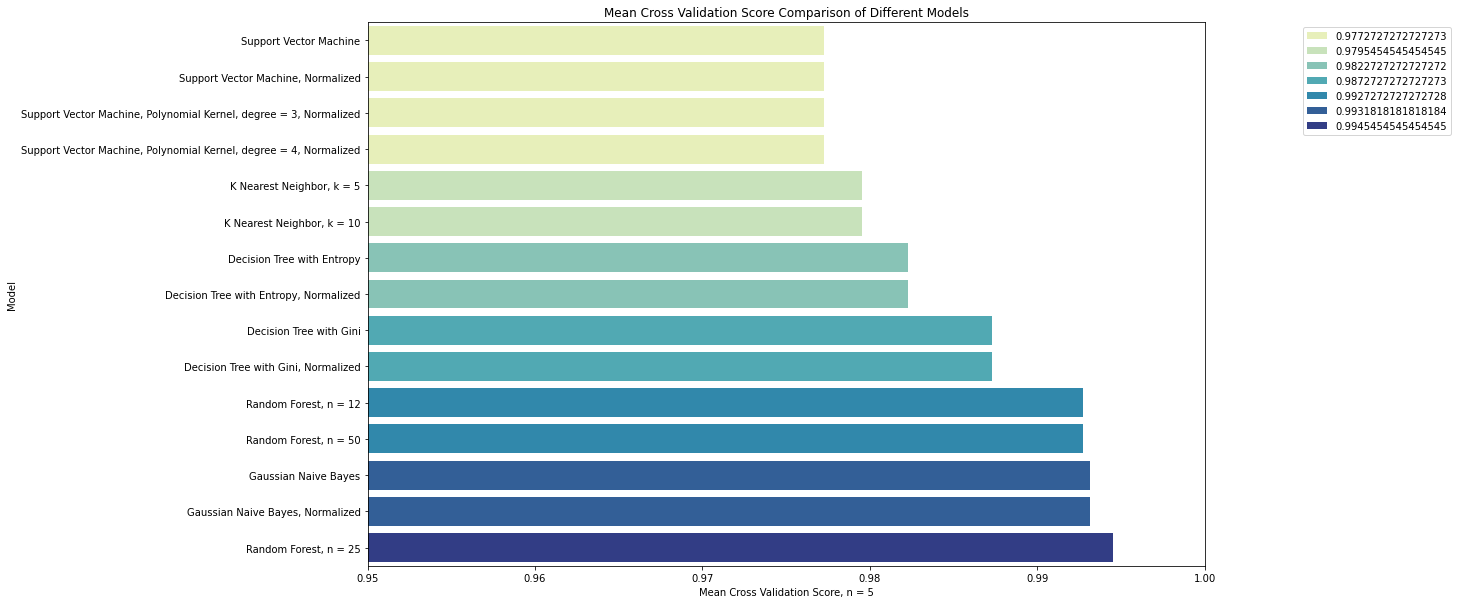 Mean Cross Validation Score Comparison of Different Models
Support Vector Machine
Support Vector Machine, Normalized
Support Vector Machine, Polynomial Kernel, degree = 3, Normalized
Support Vector Machine, Polynomial Kernel, degree = 4, Normalized
K Nearest Neighbor, k = 5
K Nearest Neighbor, k = 10
Decision Tree with Entropy
Decision Tree with Entropy, Normalized
Decision Tree with Gini
Decision Tree with Gini, Normalized
Random Forest, n = 12
Random Forest, n = 50
Gaussian Naive Bayes
Gaussian Naive Bayes, Normalized
Random Forest, n = 25
Model
0.95 0.96 0.97 0.98 0.99 1.00
Mean Cross Validation Score, n = 5
0.9772727272727273
0.9795454545454545
0.9822727272727272
0.9872727272727273
0.9927272727272728
0.9931818181818184
0.9945454545454545